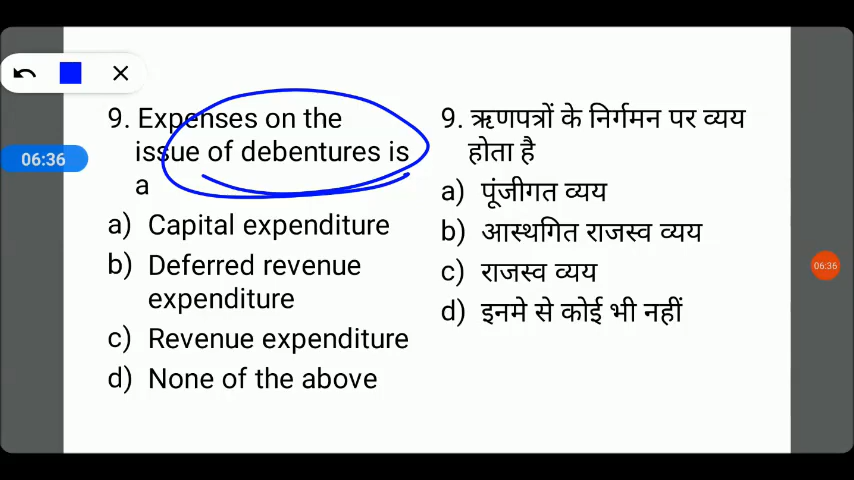 06:36
9. Expenses on the
issue of debentures is
a
a) Capital expenditure
b) Deferred revenue
expenditure
c) Revenue expenditure
d) None of the above
9. ऋणपत्रों के निर्गमन पर व्यय
होता है
a) पूंजीगत व्यय
b) आस्थगित राजस्व व्यय
c) राजस्व व्यय
d) इनमे से कोई भी नहीं
06:36